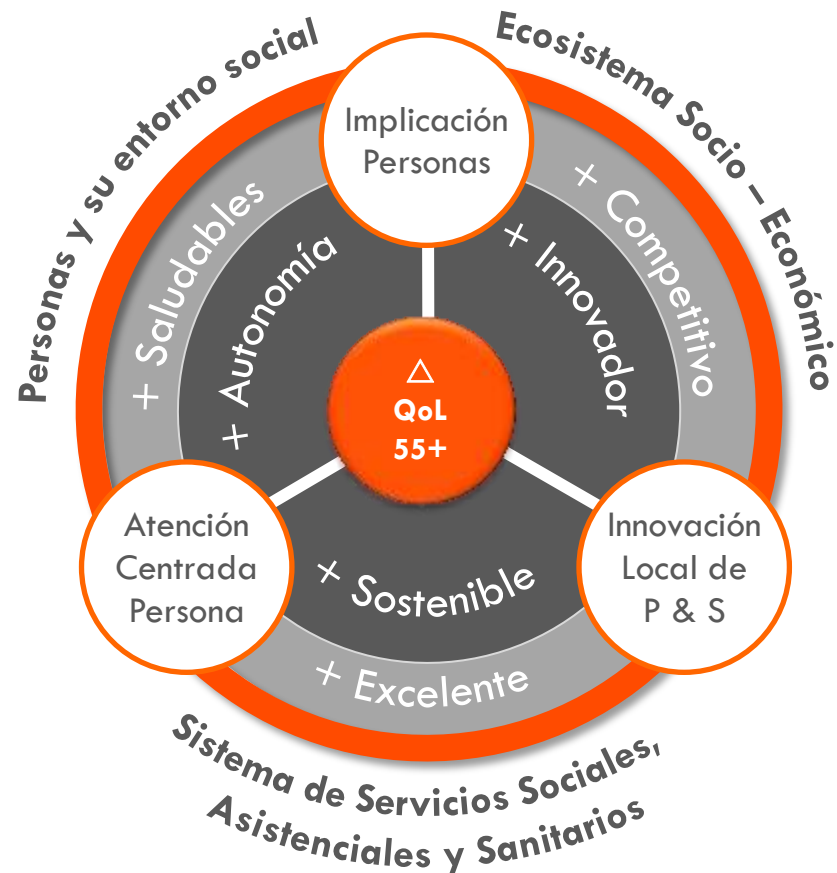 Personas y su entorno social
Ecosistema Socio – Económico
Implicación
Personas
+ Saludables
+ Autonomía
+ Competitivo
+ Innovador
△
QoL
55+
Atención
Centrada
Persona
Innovación
Local de
P & S
+ Sostenible
+ Excelente
Sistema de Servicios Sociales,
Asistenciales y Sanitarios